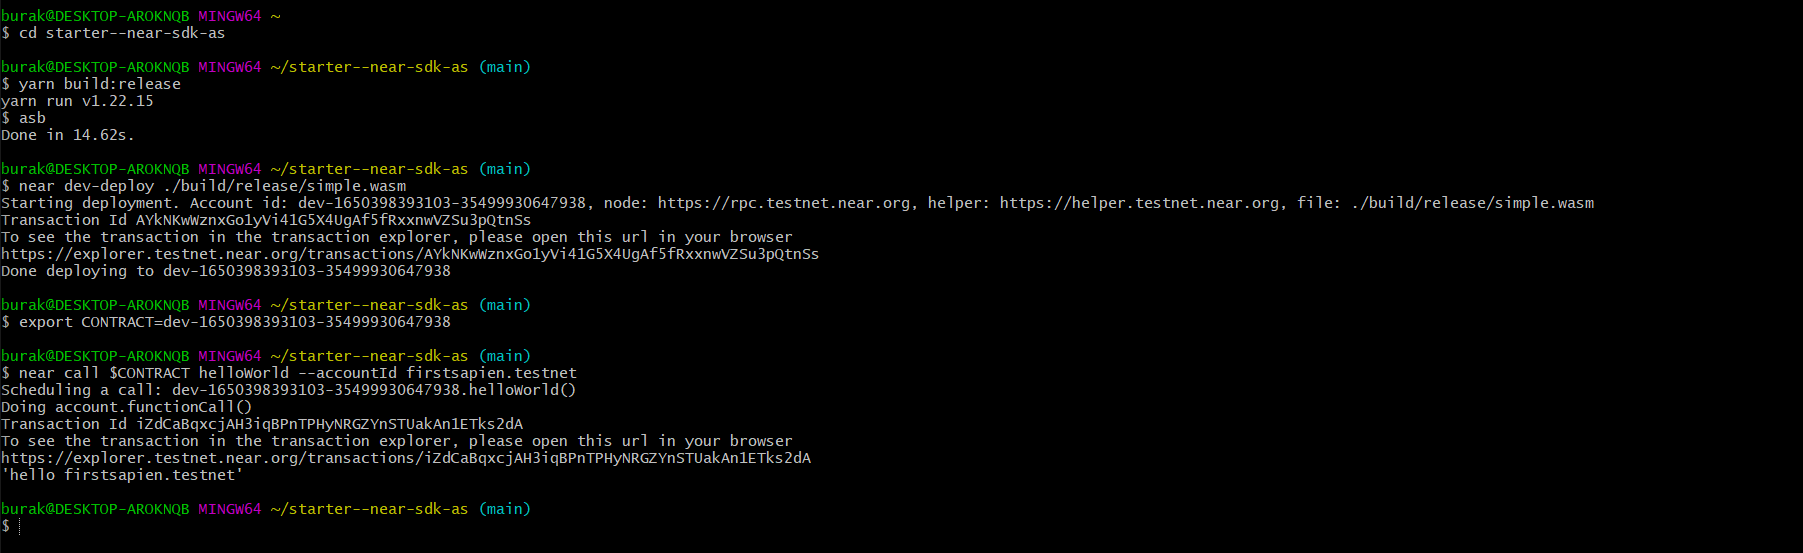 burak@DESKTOP-AROKNQB MINGW64 ~
$ cd starter--near-sdk-as
burak@DESKTOP-AROKNQB MINGW64 ~/starter--near-sdk-as (main)
$ yarn build:release
yarn run v1.22.15
$ asb
Done in 14.62s.
burak@DESKTOP-AROKNQB MINGW64 ~/starter--near-sdk-as (main)
$ near dev-deploy ./build/release/simple.wasm
Starting deployment. Account id: dev-1650398393103-35499930647938, node: https://rpc.testnet.near.org, helper: https://helper.testnet.near.org, file: ./build/release/simple.wasm
Transaction Id AYkNKwWznxGo1yVi41G5X4UgAf5fRxxnwVZSu3pQtnSs
To see the transaction in the transaction explorer, please open this url in your browser
https://explorer.testnet.near.org/transactions/AYkNKwWznxGo1yVi41G5X4UgAf5fRxxnwVZSu3pQtnSs
Done deploying to dev-1650398393103-35499930647938
burak@DESKTOP-AROKNQB MINGW64 ~/starter--near-sdk-as (main)
$ export CONTRACT=dev-1650398393103-35499930647938
burak@DESKTOP-AROKNQB MINGW64 ~/starter--near-sdk-as (main)
$ near call $CONTRACT helloWorld --accountId firstsapien.testnet
Scheduling a call: dev-1650398393103-35499930647938.helloWorld()
Doing account.functionCall()
Transaction Id iZdCaBqxcjAH3iqBPnTPHyNRGZYnSTUakAn1ETks2dA
To see the transaction in the transaction explorer, please open this url in your browser
https://explorer.testnet.near.org/transactions/iZdCaBqxcjAH3iqBPnTPHyNRGZYnSTUakAn1ETks2dA
'hello firstsapien.testnet'
burak@DESKTOP-AROKNQB MINGW64 ~/starter--near-sdk-as (main)
$